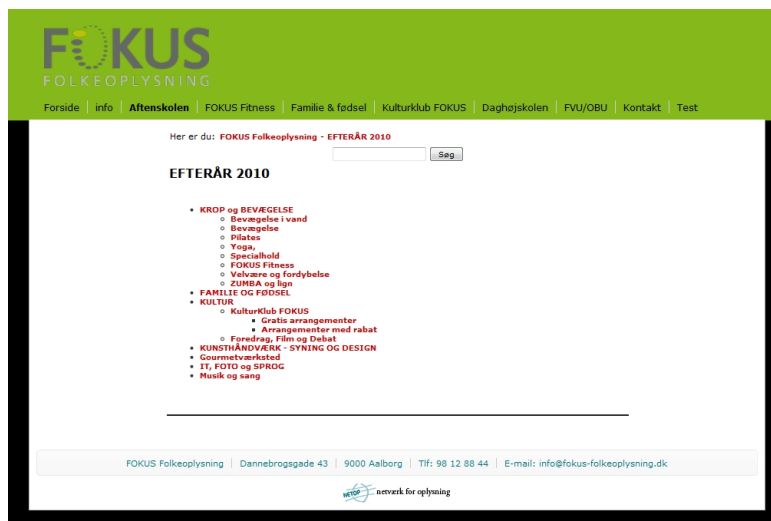 FOKUS
FOLKEOPLYSNING
Forside | info | Aftenskolen | FOKUS Fitness | Familie & fødsel | Kulturklub FOKUS | Daghøjskolen | FVU/OBU | Kontakt | Test
Her er du: FOKUS Folkeoplysning - EFTERÅR 2010
Søg
EFTERÅR 2010
KROP og BEVÆGELSE
Bevægelse i vand
Bevægelse
Pilates
Yoga,
Specialhold
FOKUS Fitness
Velvære og fordybelse
ZUMBA og lign
FAMILIE OG FØDSEL
KULTUR
KulturKlub FOKUS
Gratis arrangementer
Arrangementer med rabat
Foredrag, Film og Debat
KUNSTHÅNDVÆRK - SYNING OG DESIGN
Gourmetværksted
IT, FOTO og SPROG
Musik og sang
FOKUS Folkeoplysning | Dannebrogsgade 43 | 9000 Aalborg | Tlf: 98 12 88 44 | E-mail: info@fokus-folkeoplysning.dk
NETOP netværk for oplysning